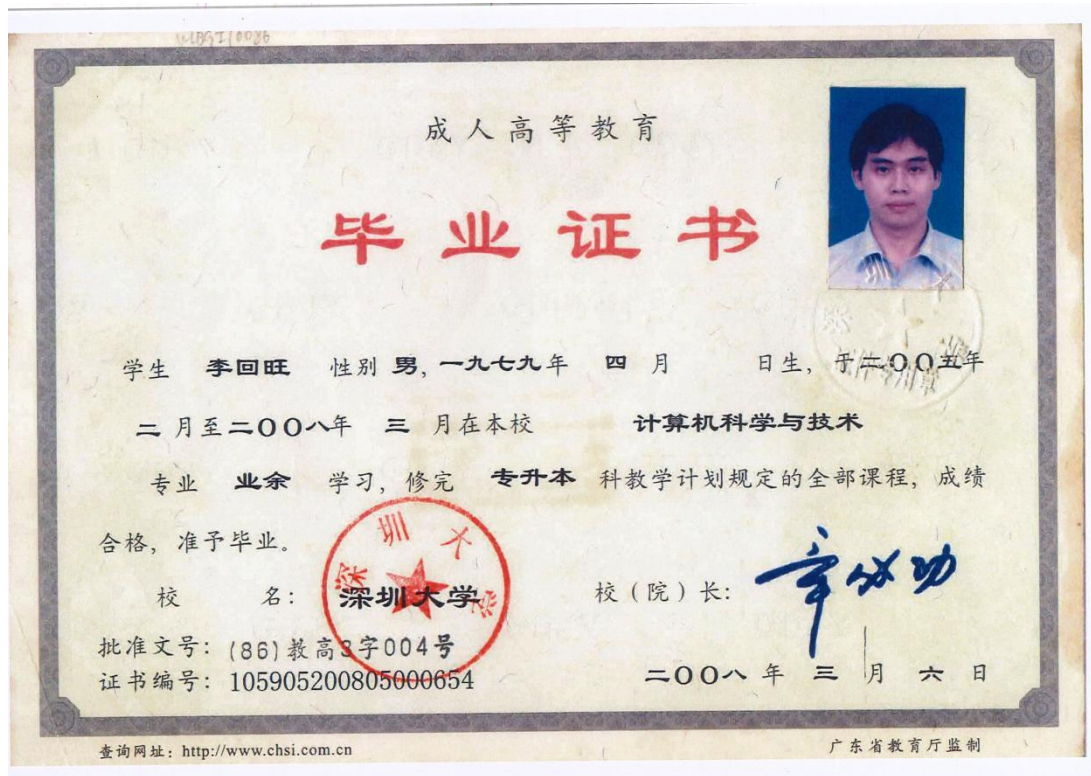 成人高等教育
毕业证书
学生 李回旺 性别 男, 一九七九年 四 月 日生, 于二〇〇五年
二 月至二〇〇八年 三 月在本校 计算机科学与技术
专业 业余 学习, 修完 专升本 科教学计划规定的全部课程, 成绩
合格, 准予毕业。
校 名: 深圳大学 校(院)长: 章必功
深圳大学
批准文号: (86)教高3字004号
证书编号: 105905200805000654 二〇〇八 年 三 月 六 日
查询网址: http://www.chsi.com.cn 广东省教育厅监制